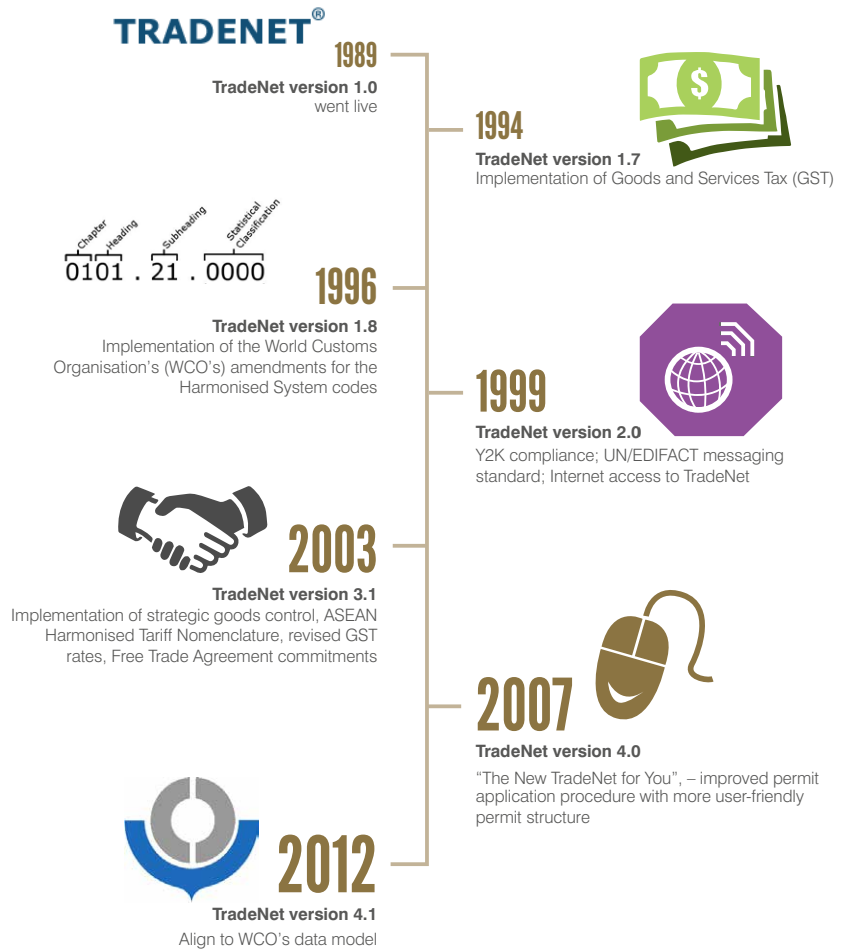 TRADENET®
1989
TradeNet version 1.0
went live
1994
TradeNet version 1.7
Implementation of Goods and Services Tax (GST)
$
Chapter
Heading
Subheading
Statistical
Classification
0101 . 21 . 0000
1996
TradeNet version 1.8
Implementation of the World Customs
Organisation's (WCO's) amendments for the
Harmonised System codes
1999
TradeNet version 2.0
Y2K compliance; UN/EDIFACT messaging
standard; Internet access to TradeNet
2003
TradeNet version 3.1
Implementation of strategic goods control, ASEAN
Harmonised Tariff Nomenclature, revised GST
rates, Free Trade Agreement commitments
2007
TradeNet version 4.0
“The New TradeNet for You”, – improved permit
application procedure with more user-friendly
permit structure
2012
TradeNet version 4.1
Align to WCO's data model